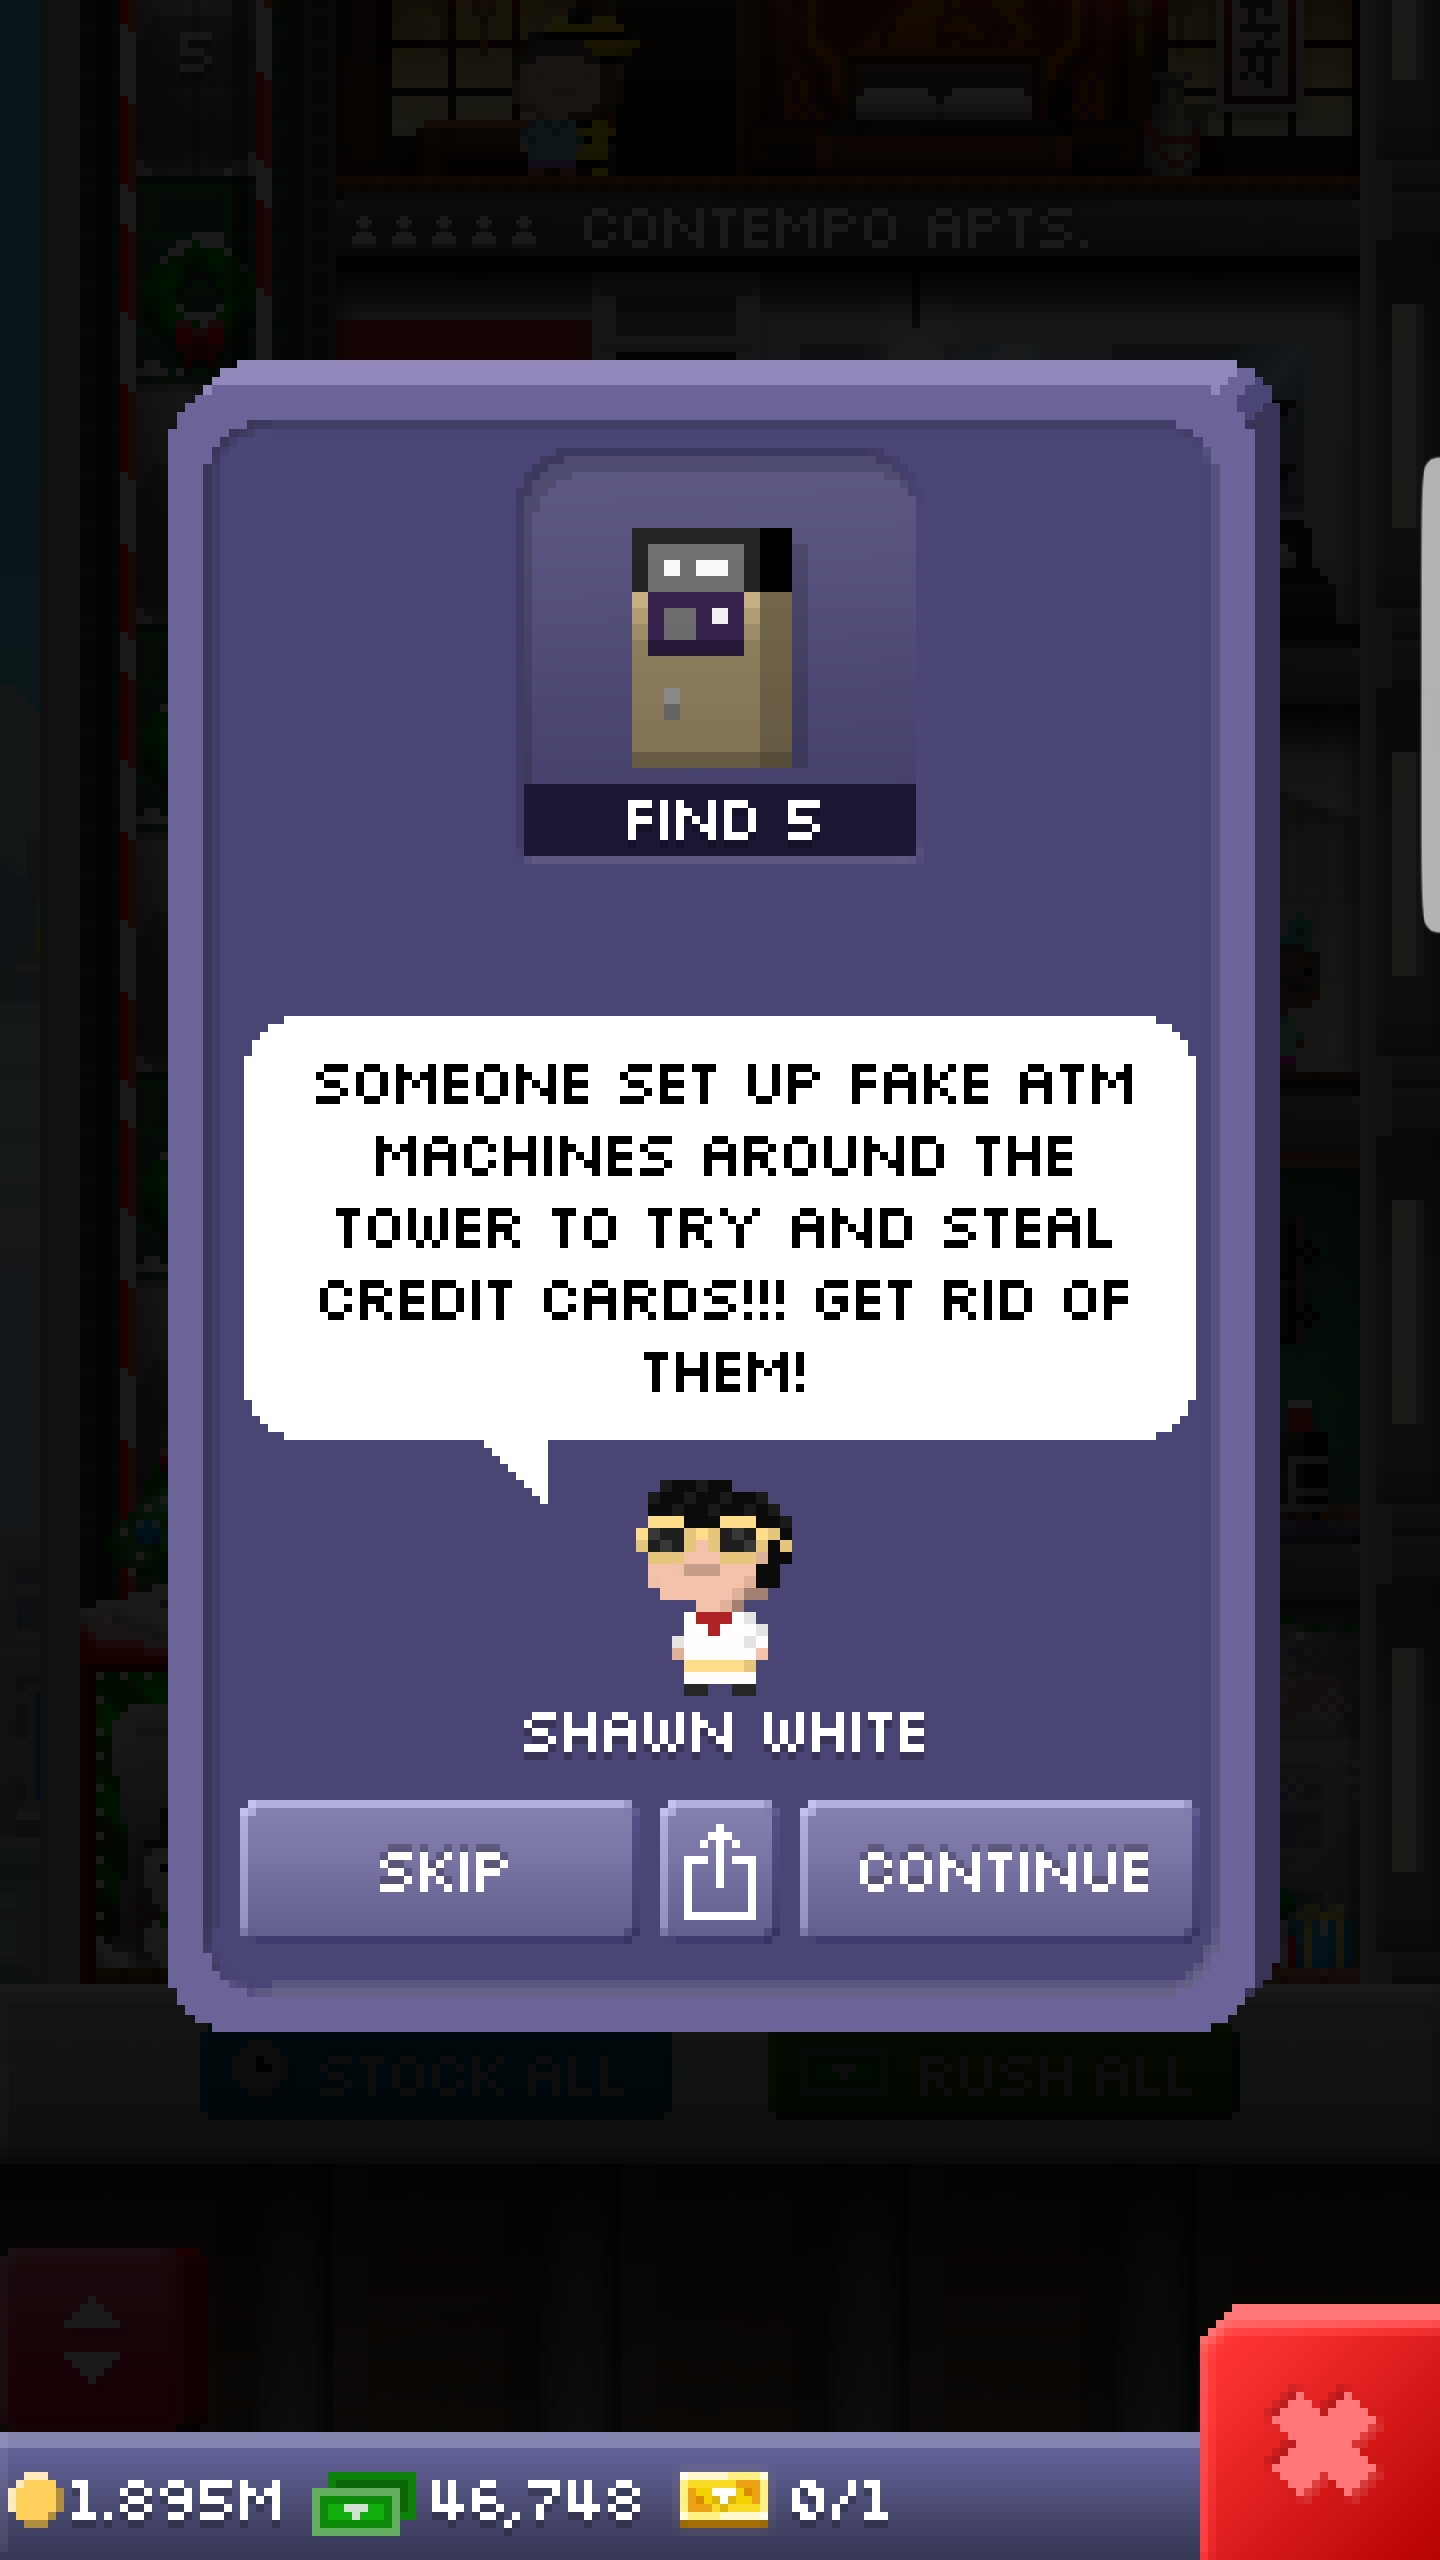 5
CONTEMPO APTS.
FIND 5
SOMEONE SET UP FAKE ATM
MACHINES AROUND THE
TOWER TO TRY AND STEAL
CREDIT CARDS!!! GET RID OF
THEM!
SHAWN WHITE
SKIP
CONTINUE
STOCK ALL
RUSH ALL
1.895M
46,748
0/1